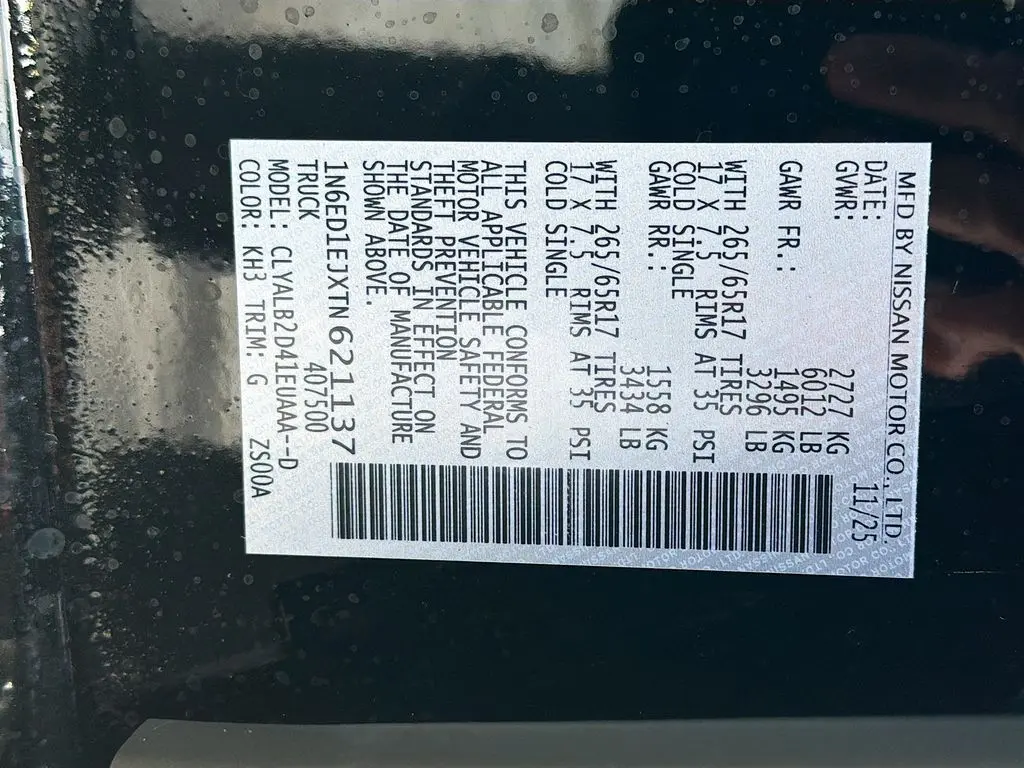 MFD BY NISSAN MOTOR CO., LTD.
DATE: 11/25
GVWR: 2727 KG
6012 LB
GAWR FR.: 1495 KG
3296 LB
WITH 265/65R17 TIRES
17 X 7.5 RIMS AT 35 PSI
COLD SINGLE
GAWR RR.: 1558 KG
3434 LB
WITH 265/65R17 TIRES
17 X 7.5 RIMS AT 35 PSI
COLD SINGLE
THIS VEHICLE CONFORMS TO
ALL APPLICABLE FEDERAL
MOTOR VEHICLE SAFETY AND
THEFT PREVENTION
STANDARDS IN EFFECT ON
THE DATE OF MANUFACTURE
SHOWN ABOVE.
1N6ED1EJXTN621137
TRUCK 407500
MODEL: CLYALB2D41EUAAA--D
COLOR: KH3 TRIM: G ZS00A